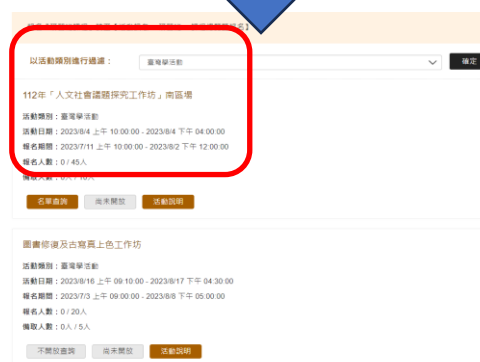 以活動類別進行過濾：
臺灣學活動
確定
112年「人文社會議題探究工作坊」南區場
活動類別：臺灣學活動
活動日期：2023/8/4 上午 10:00:00 - 2023/8/4 下午 04:00:00
報名期間：2023/7/11 上午 10:00:00 - 2023/8/2 下午 12:00:00
報名人數：0 / 45人
備取人數：0人 / 10人
名單查詢 尚未開放 活動說明
圖書修復及古寫真上色工作坊
活動類別：臺灣學活動
活動日期：2023/8/16 上午 09:10:00 - 2023/8/17 下午 04:30:00
報名期間：2023/7/3 上午 09:00:00 - 2023/8/8 下午 05:00:00
報名人數：0 / 20人
備取人數：0人 / 5人
不開放查詢 尚未開放 活動說明